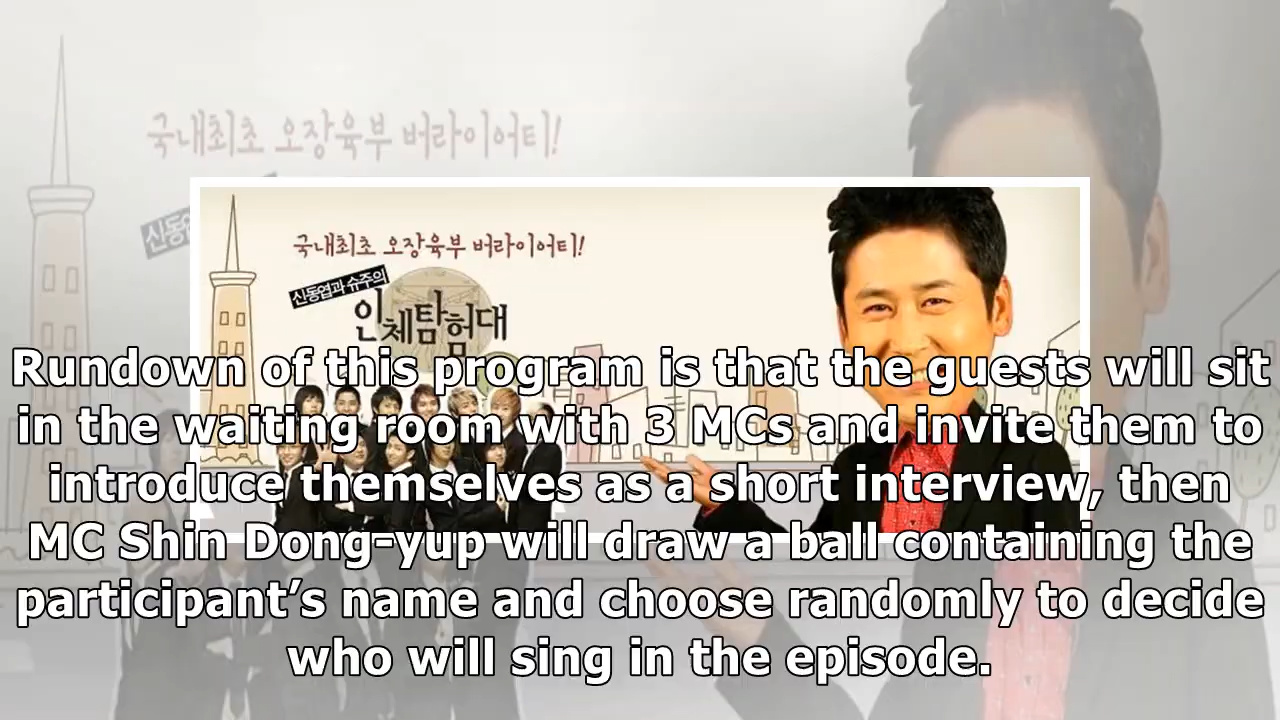 국내최초 오장육부 버라이어티!
신동
국내최초 오장육부 버라이어티!
신동엽과 슈주의
인체탐험대
Rundown of this program is that the guests will sit
in the waiting room with 3 MCs and invite them to
introduce themselves as a short interview, then
MC Shin Dong-yup will draw a ball containing the
participant’s name and choose randomly to decide
who will sing in the episode.